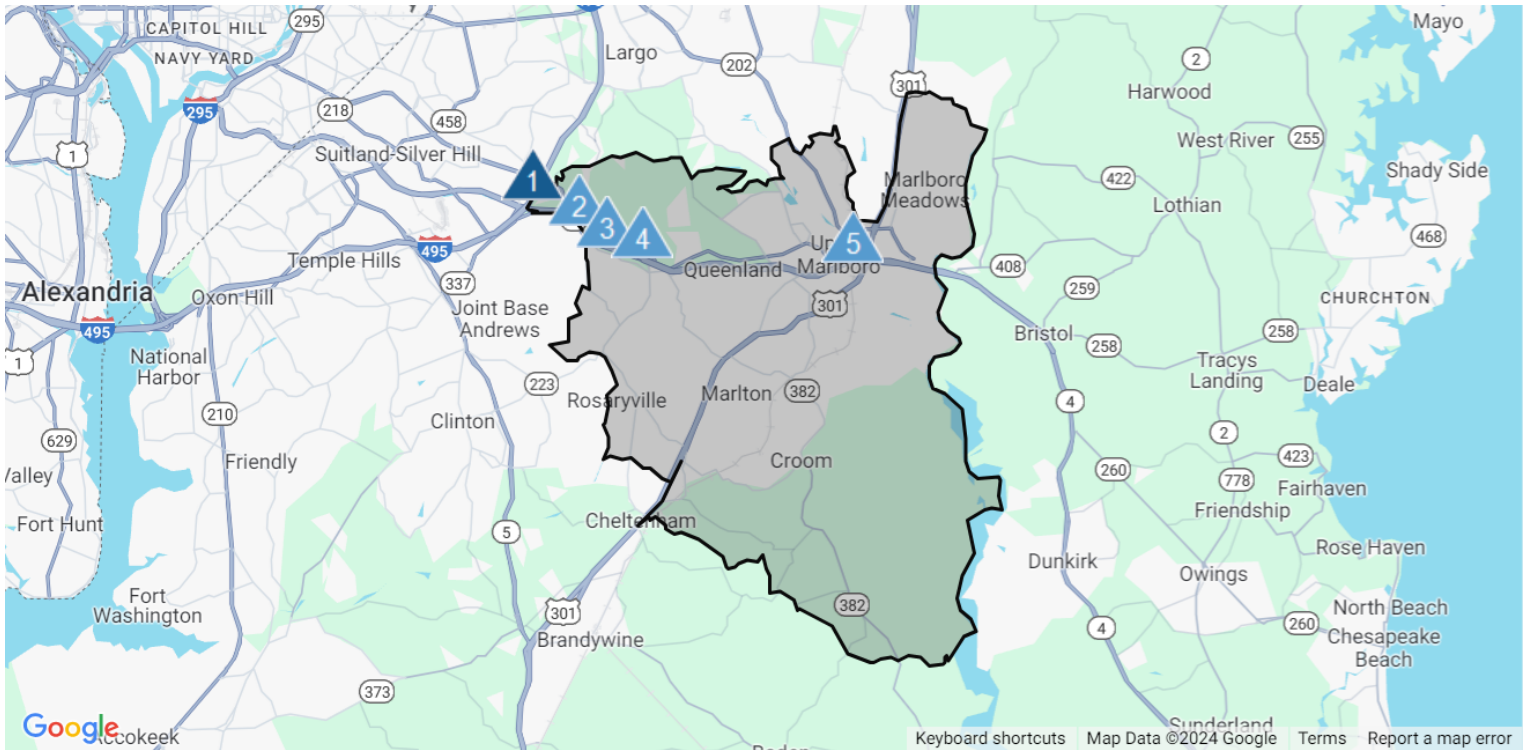 Mayo
295
CAPITOL HILL
NAVY YARD
Largo
202
2
301
Harwood
295
218
458
West River
255
1
Suitland-Silver Hill
Shady Side
1
422
Marlboro
Meadows
2
Lothian
3
4
5
468
495
Temple Hills
Queenland
Marlboro
408
337
Alexandria
Oxon Hill
259
CHURCHTON
Joint Base
Andrews
301
495
258
Bristol
258
1
National
Harbor
Tracys
Landing
Deale
223
Marlton
382
Rosaryville
4
210
Clinton
629
2
423
Friendly
Croom
260
778
Fairhaven
Valley
Friendship
Fort Hunt
Cheltenham
5
Rose Haven
Dunkirk
Owings
Fort
Washington
382
North Beach
301
260
Chesapeake
Beach
4
Brandywine
373
Sunderland
Google
Accokeek
Keyboard shortcuts
Map Data ©2024 Google
Terms
Report a map error